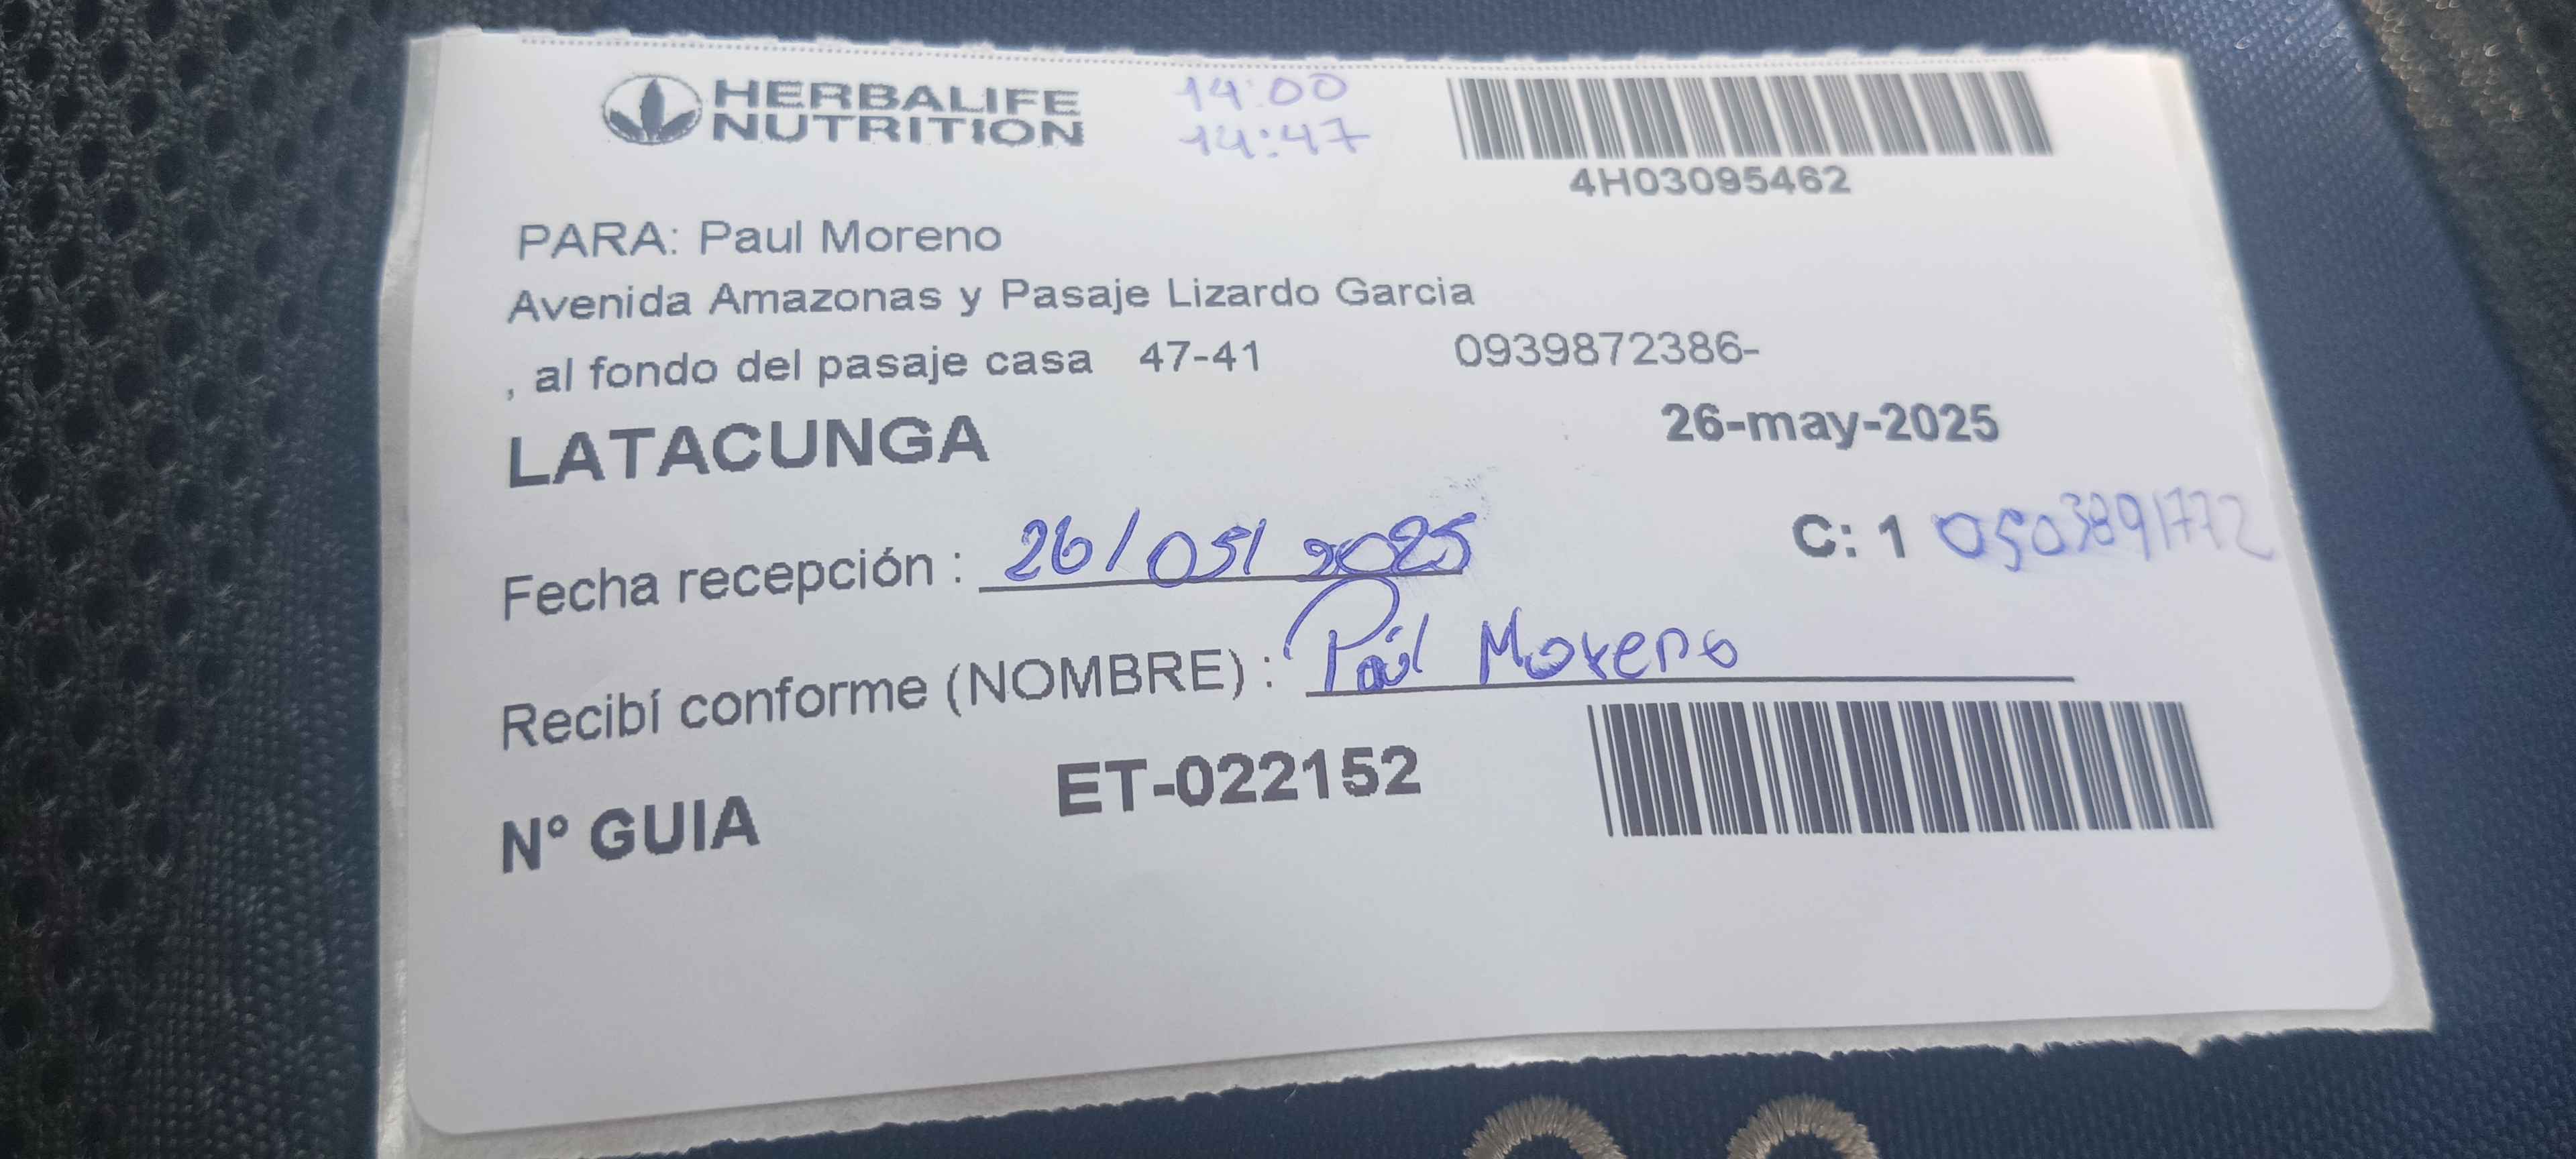 HERBALIFE
NUTRITION
14:00
14:47
4H03095462
PARA: Paul Moreno
Avenida Amazonas y Pasaje Lizardo Garcia
, al fondo del pasaje casa 47-41 0939872386-
LATACUNGA 26-may-2025
Fecha recepción : 26/05/2025 C: 1 0503891772
Recibí conforme (NOMBRE) : Paúl Moreno
Nº GUIA ET-022152